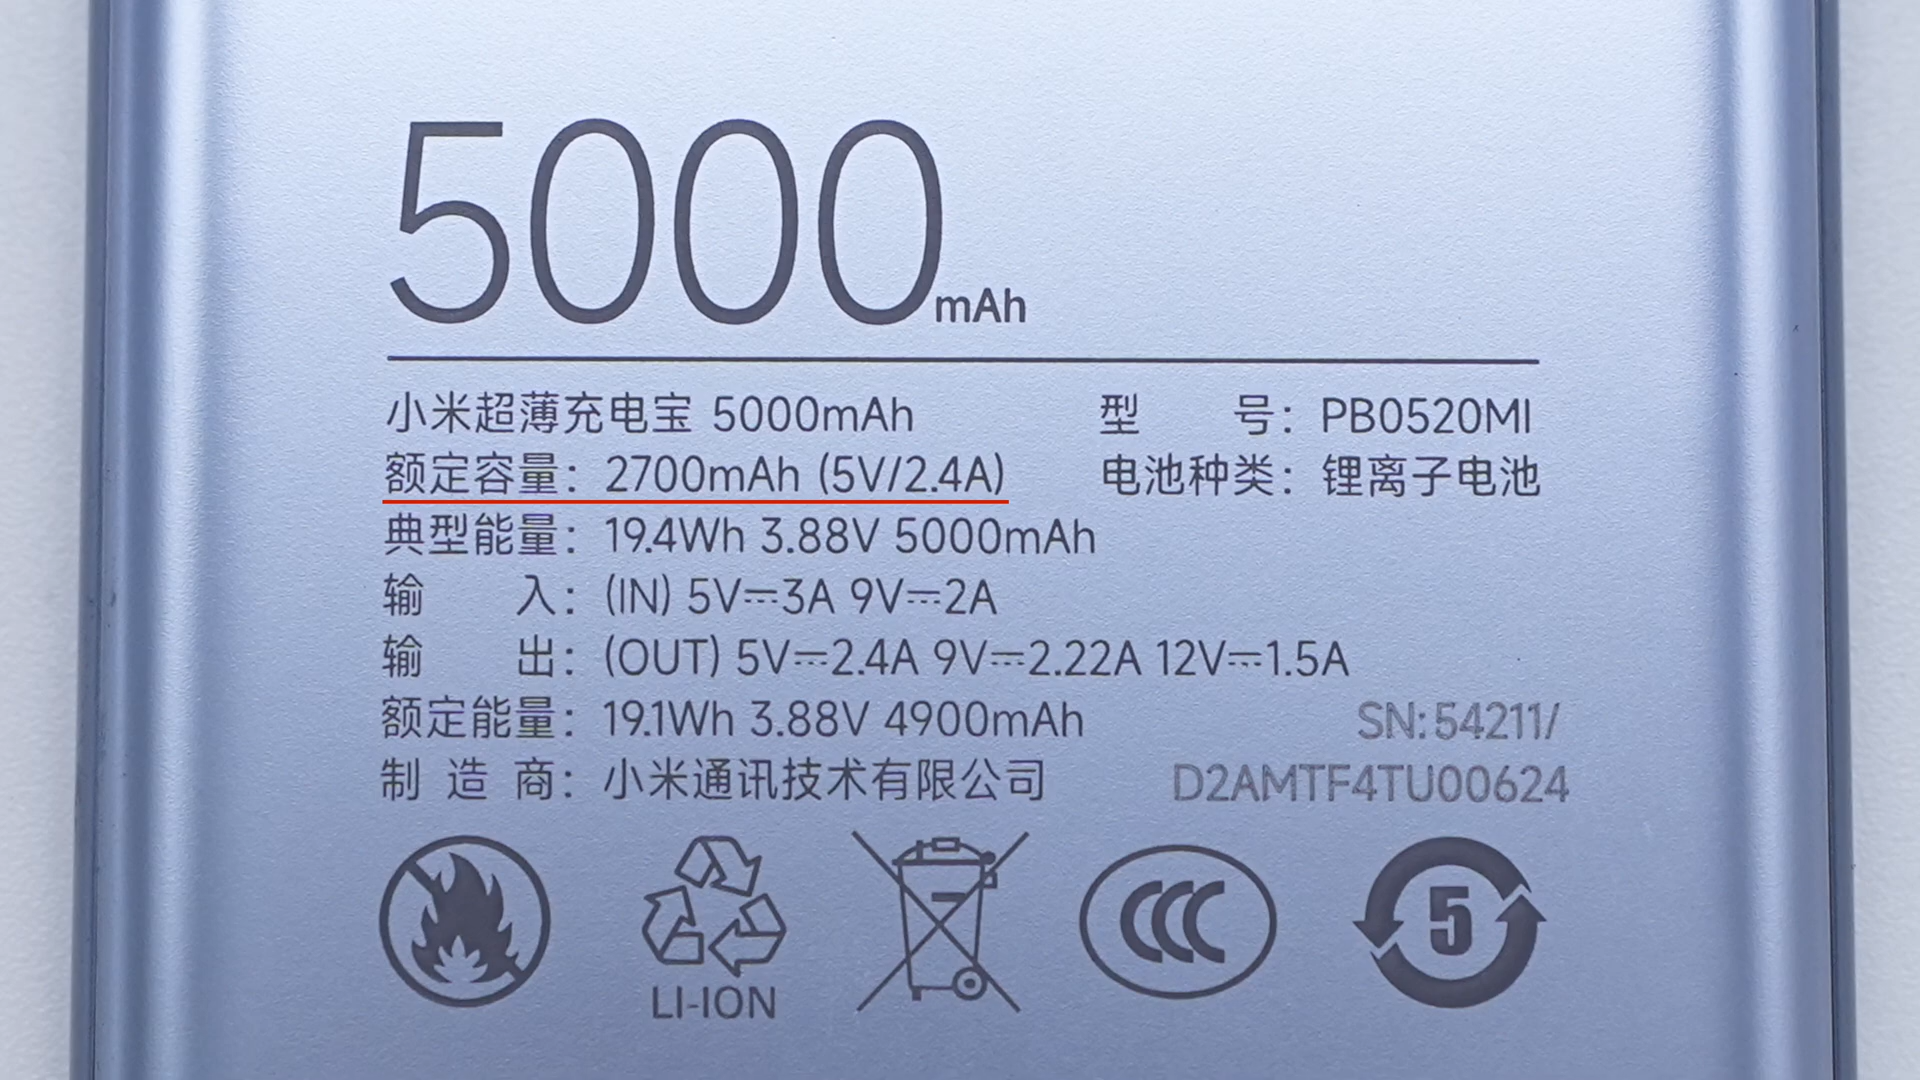 5000mAh
小米超薄充电宝 5000mAh
型 号：PB0520MI
额定容量：2700mAh (5V/2.4A)
电池种类：锂离子电池
典型能量：19.4Wh 3.88V 5000mAh
输 入：(IN) 5V⎓3A 9V⎓2A
输 出：(OUT) 5V⎓2.4A 9V⎓2.22A 12V⎓1.5A
额定能量：19.1Wh 3.88V 4900mAh
SN:54211/
制 造 商：小米通讯技术有限公司
D2AMTF4TU00624
LI-ION
CCC
5